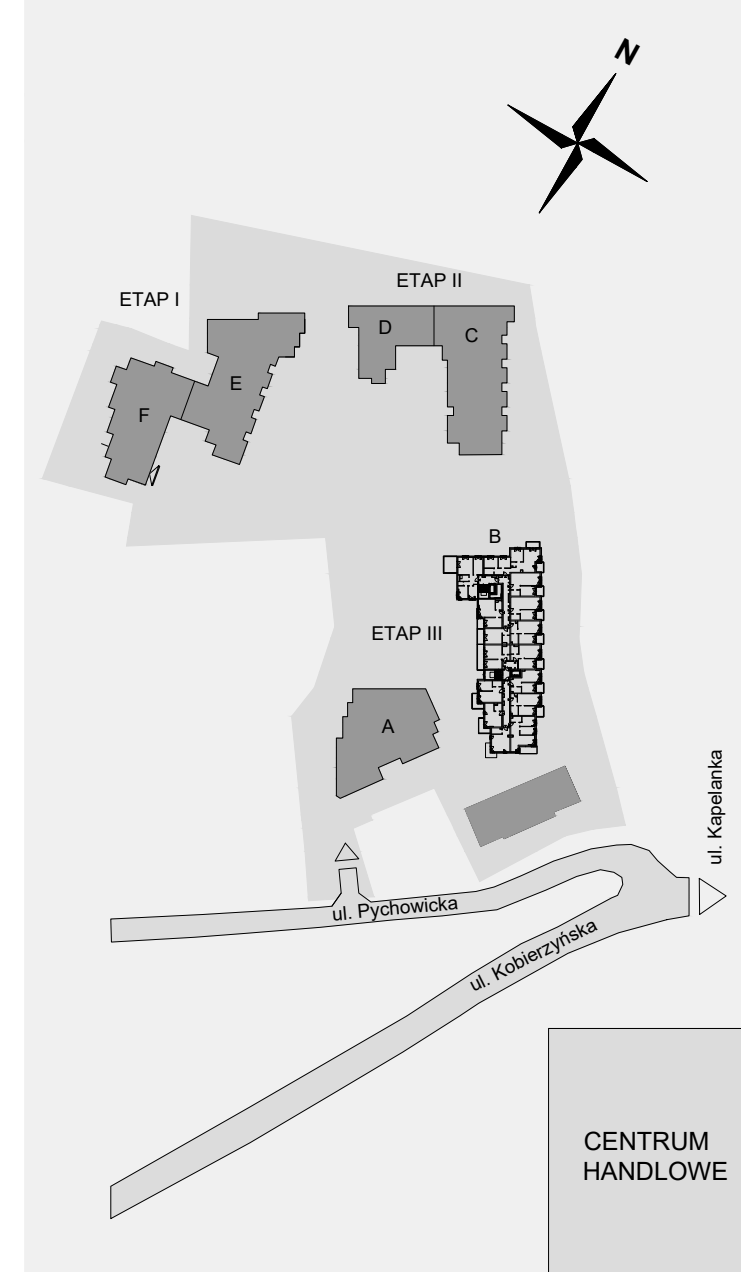 N
ETAP II
ETAP I
D
C
E
F
B
ETAP III
A
ul. Kapelanka
ul. Pychowicka
ul. Kobierzyńska
CENTRUM
HANDLOWE